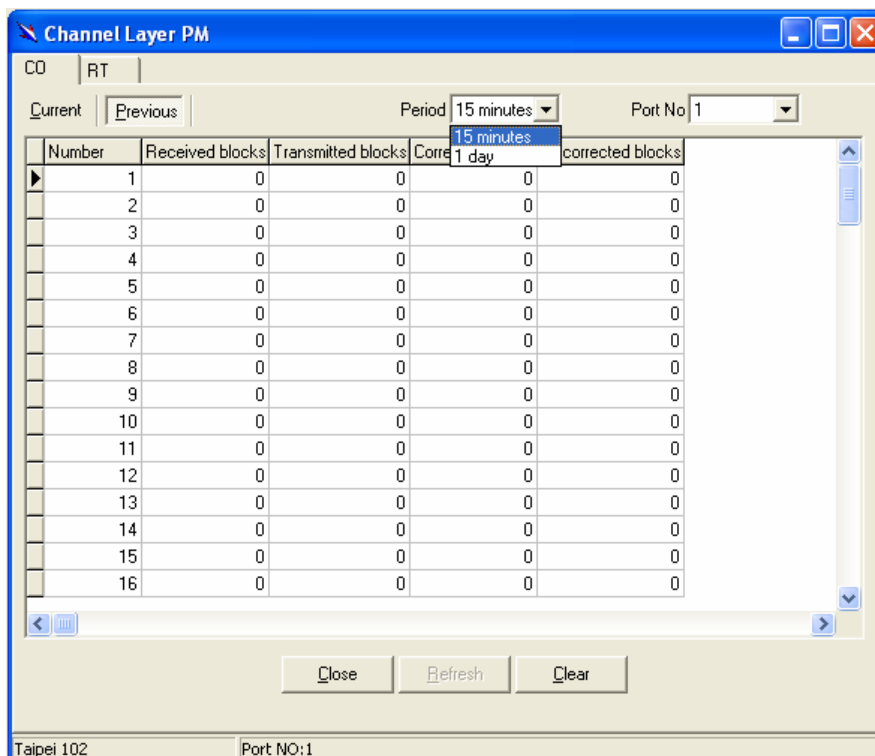 Channel Layer PM
CO RT
Current Previous Period 15 minutes Port No 1
15 minutes
1 day
Number Received blocks Transmitted blocks corrected blocks
1 0 0 0 0
2 0 0 0 0
3 0 0 0 0
4 0 0 0 0
5 0 0 0 0
6 0 0 0 0
7 0 0 0 0
8 0 0 0 0
9 0 0 0 0
10 0 0 0 0
11 0 0 0 0
12 0 0 0 0
13 0 0 0 0
14 0 0 0 0
15 0 0 0 0
16 0 0 0 0
Close Refresh Clear
Taipei 102 Port NO:1